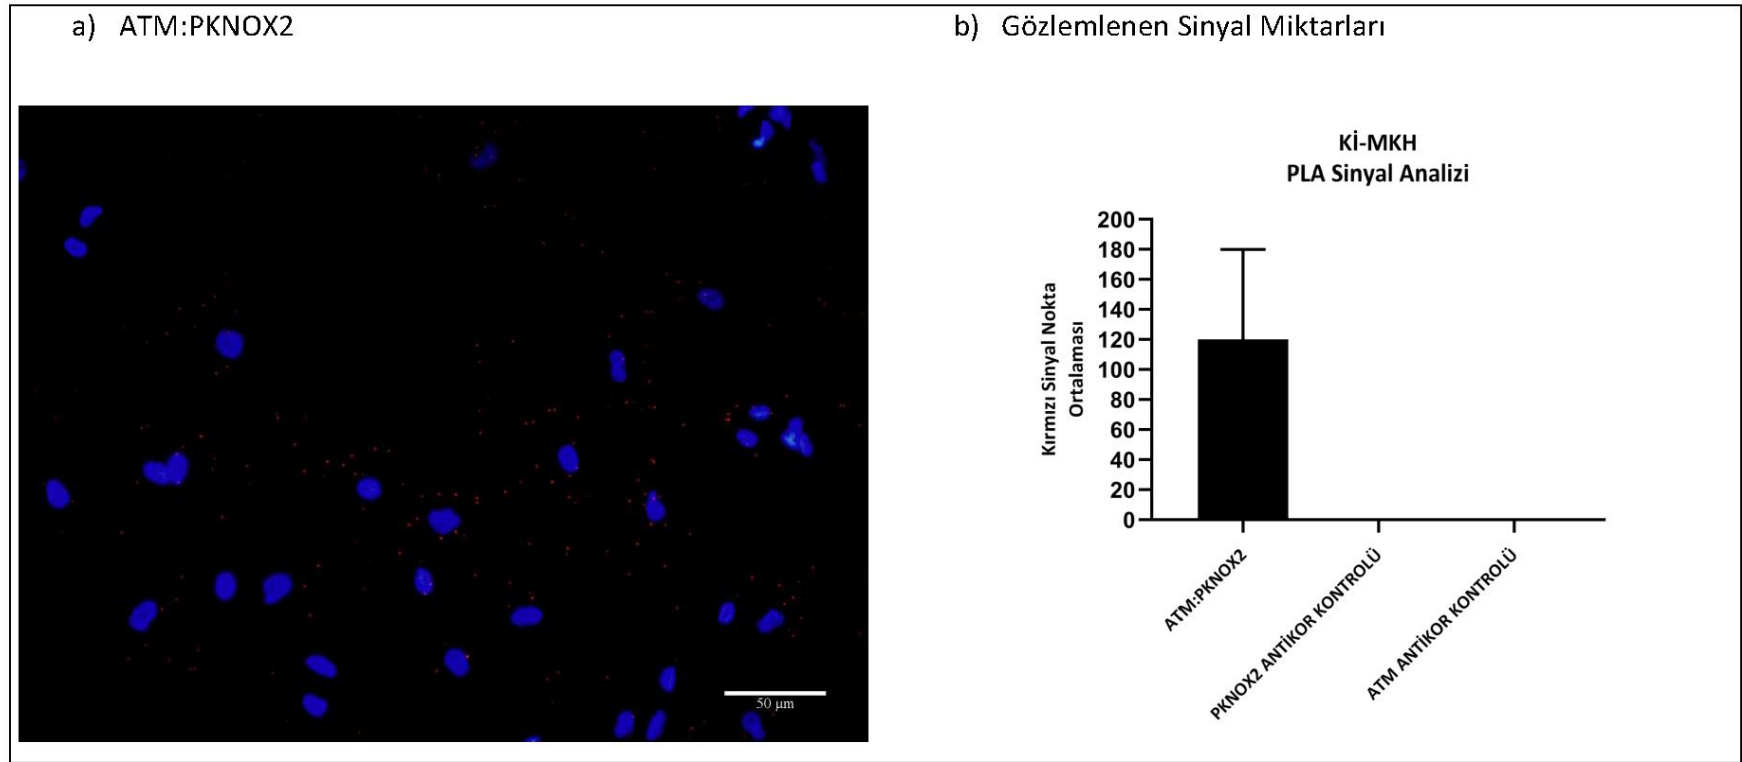 a) ATM:PKNOX2
b) Gözlemlenen Sinyal Miktarları
50 µm
Kİ-MKH
PLA Sinyal Analizi
Kırmızı Sinyal Nokta
Ortalaması
200
180
160
140
120
100
80
60
40
20
0
ATM:PKNOX2
PKNOX2 ANTİKOR KONTROLÜ
ATM ANTİKOR KONTROLÜ